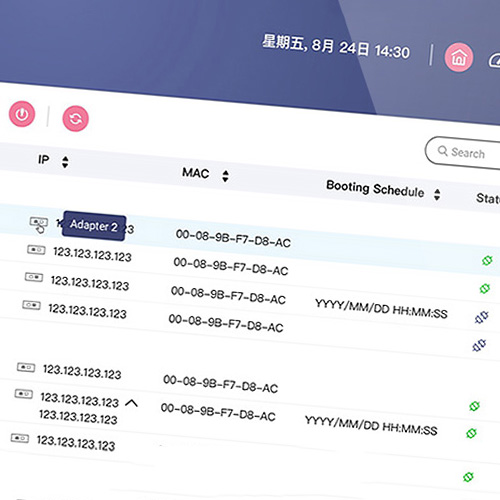 星期五, 8月 24日 14:30
Search
IP MAC Booting Schedule
Adapter 2 23 00-08-9B-F7-D8-AC
123.123.123.123 00-08-9B-F7-D8-AC
123.123.123.123 00-08-9B-F7-D8-AC YYYY/MM/DD HH:MM:SS
123.123.123.123 00-08-9B-F7-D8-AC
123.123.123.123 00-08-9B-F7-D8-AC
123.123.123.123 00-08-9B-F7-D8-AC YYYY/MM/DD HH:MM:SS
123.123.123.123
123.123.123.123